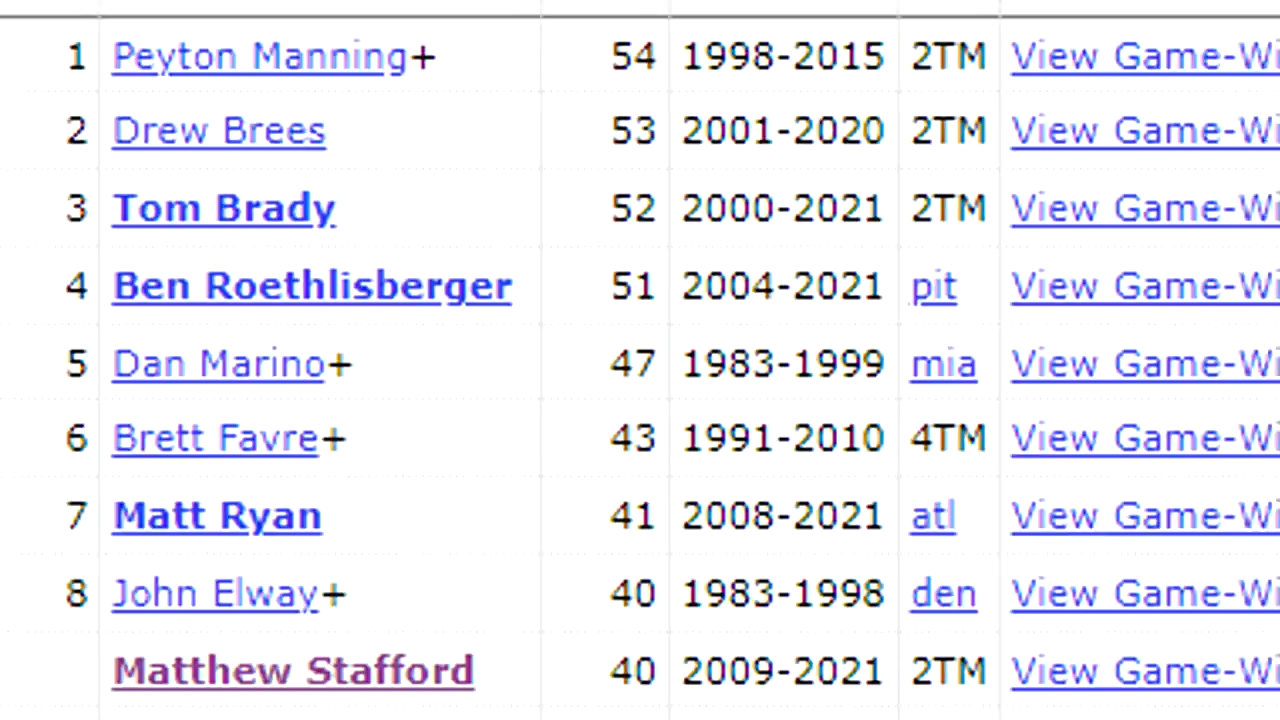 1 Peyton Manning+ 54 1998-2015 2TM View Game-Wi
2 Drew Brees 53 2001-2020 2TM View Game-Wi
3 Tom Brady 52 2000-2021 2TM View Game-Wi
4 Ben Roethlisberger 51 2004-2021 pit View Game-Wi
5 Dan Marino+ 47 1983-1999 mia View Game-Wi
6 Brett Favre+ 43 1991-2010 4TM View Game-Wi
7 Matt Ryan 41 2008-2021 atl View Game-Wi
8 John Elway+ 40 1983-1998 den View Game-Wi
Matthew Stafford 40 2009-2021 2TM View Game-Wi